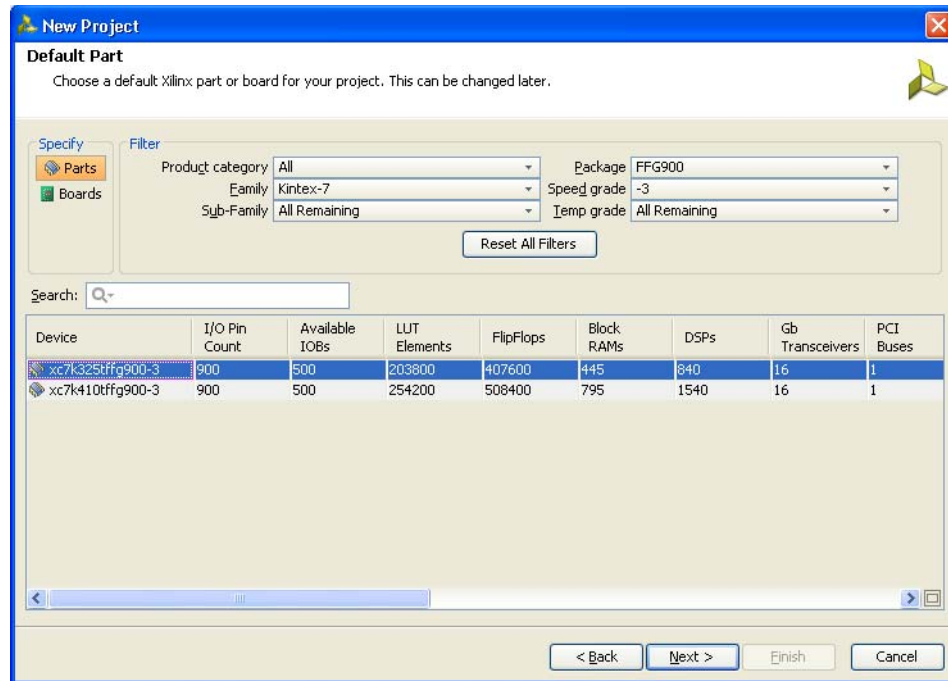 New Project
Default Part
Choose a default Xilinx part or board for your project. This can be changed later.
Specify
Parts
Boards
Filter
Product category All
Family Kintex-7
Sub-Family All Remaining
Package FFG900
Speed grade -3
Temp grade All Remaining
Reset All Filters
Search:
Device I/O Pin Count Available IOBs LUT Elements FlipFlops Block RAMs DSPs Gb Transceivers PCI Buses
xc7k325tffg900-3 900 500 203800 407600 445 840 16 1
xc7k410tffg900-3 900 500 254200 508400 795 1540 16 1
< Back Next > Finish Cancel